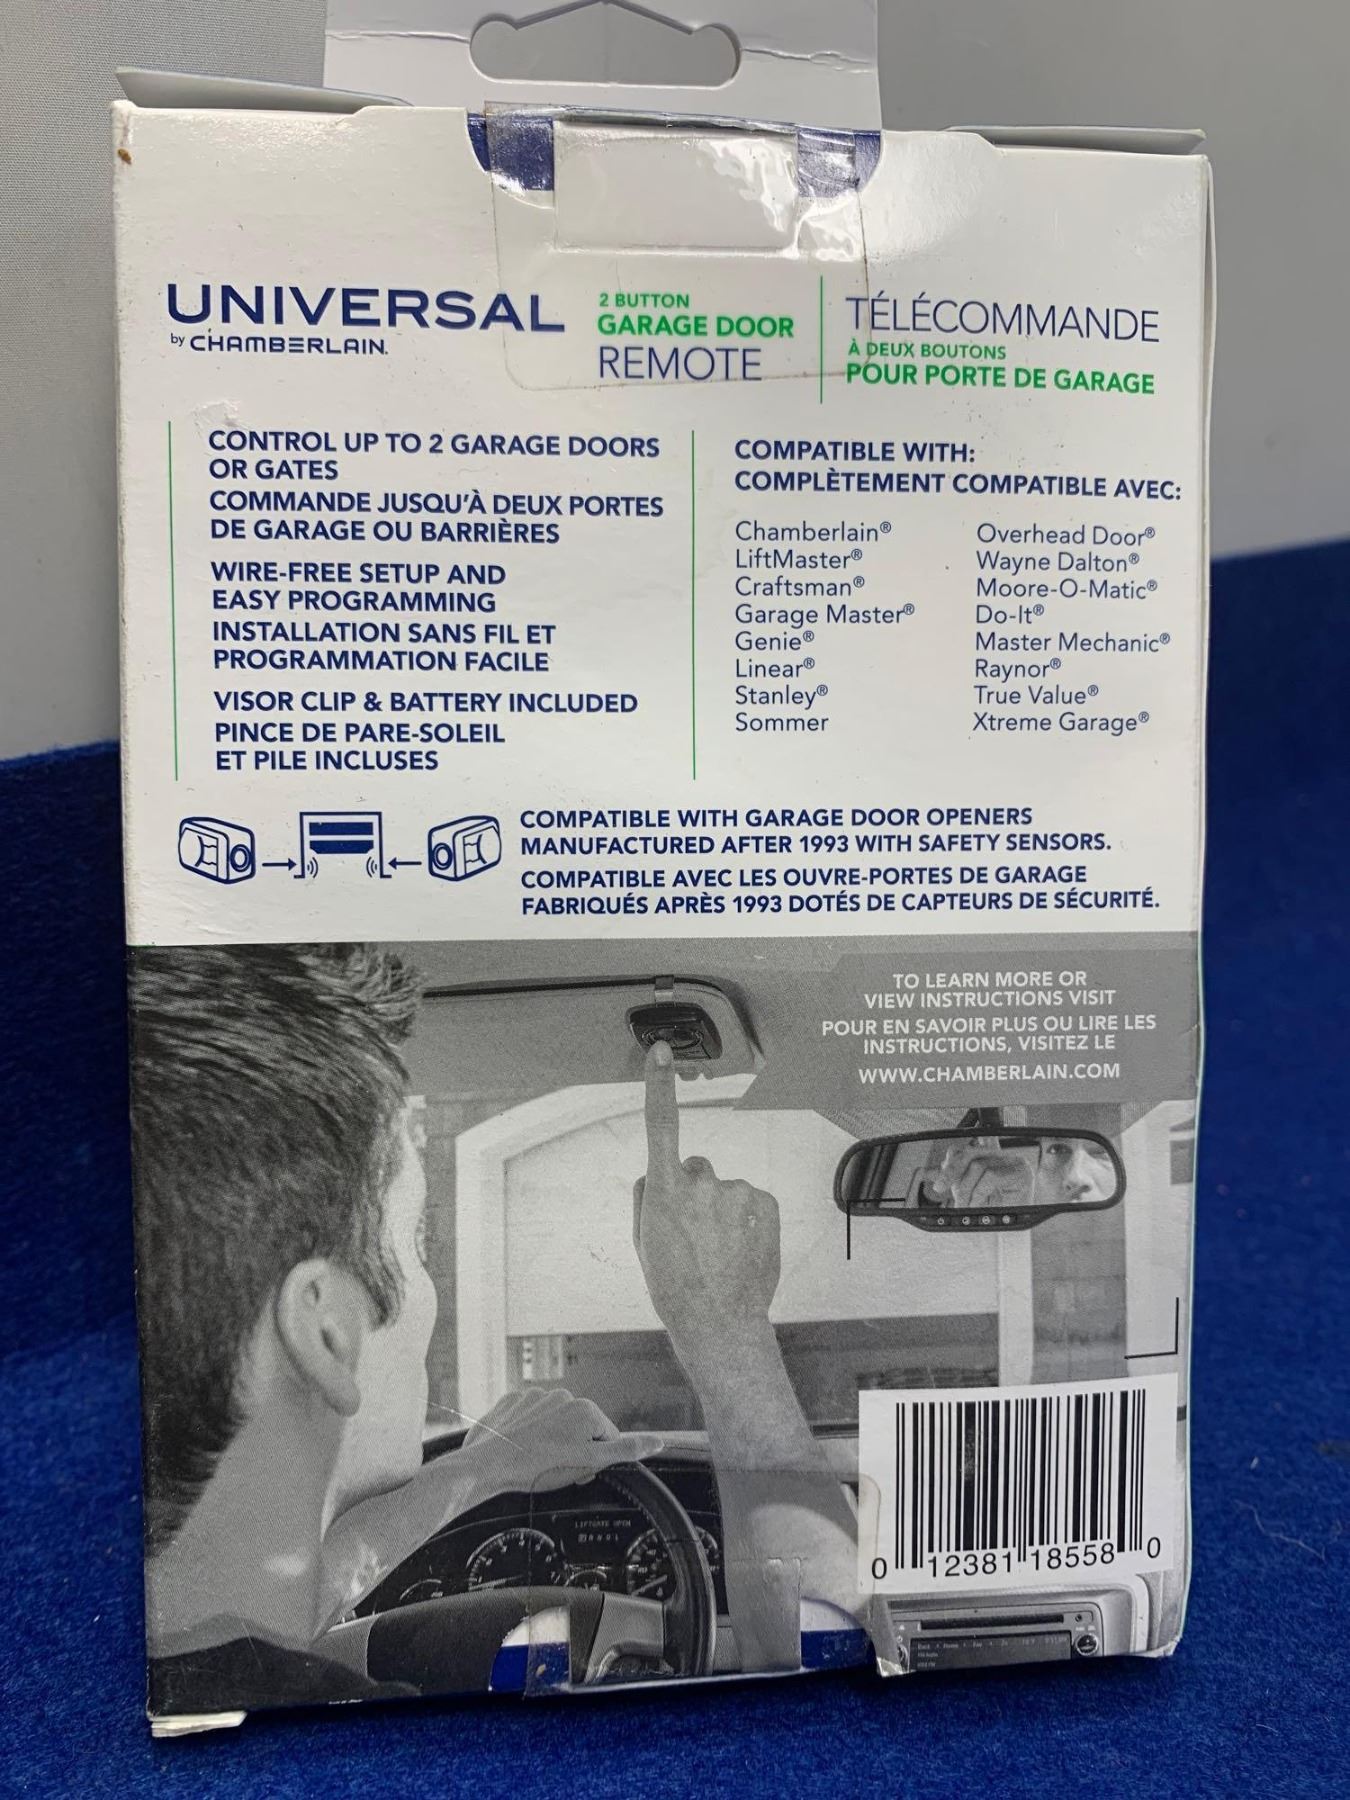 UNIVERSAL
by CHAMBERLAIN.
2 BUTTON
GARAGE DOOR
REMOTE
TÉLÉCOMMANDE
À DEUX BOUTONS
POUR PORTE DE GARAGE
CONTROL UP TO 2 GARAGE DOORS
OR GATES
COMMANDE JUSQU'À DEUX PORTES
DE GARAGE OU BARRIÈRES
WIRE-FREE SETUP AND
EASY PROGRAMMING
INSTALLATION SANS FIL ET
PROGRAMMATION FACILE
VISOR CLIP & BATTERY INCLUDED
PINCE DE PARE-SOLEIL
ET PILE INCLUSES
COMPATIBLE WITH:
COMPLÈTEMENT COMPATIBLE AVEC:
Chamberlain®
LiftMaster®
Craftsman®
Garage Master®
Genie®
Linear®
Stanley®
Sommer
Overhead Door®
Wayne Dalton®
Moore-O-Matic®
Do-It®
Master Mechanic®
Raynor®
True Value®
Xtreme Garage®
COMPATIBLE WITH GARAGE DOOR OPENERS
MANUFACTURED AFTER 1993 WITH SAFETY SENSORS.
COMPATIBLE AVEC LES OUVRE-PORTES DE GARAGE
FABRIQUÉS APRÈS 1993 DOTÉS DE CAPTEURS DE SÉCURITÉ.
TO LEARN MORE OR
VIEW INSTRUCTIONS VISIT
POUR EN SAVOIR PLUS OU LIRE LES
INSTRUCTIONS, VISITEZ LE
WWW.CHAMBERLAIN.COM
LIFTGATE OPEN
0 12381 18558 0